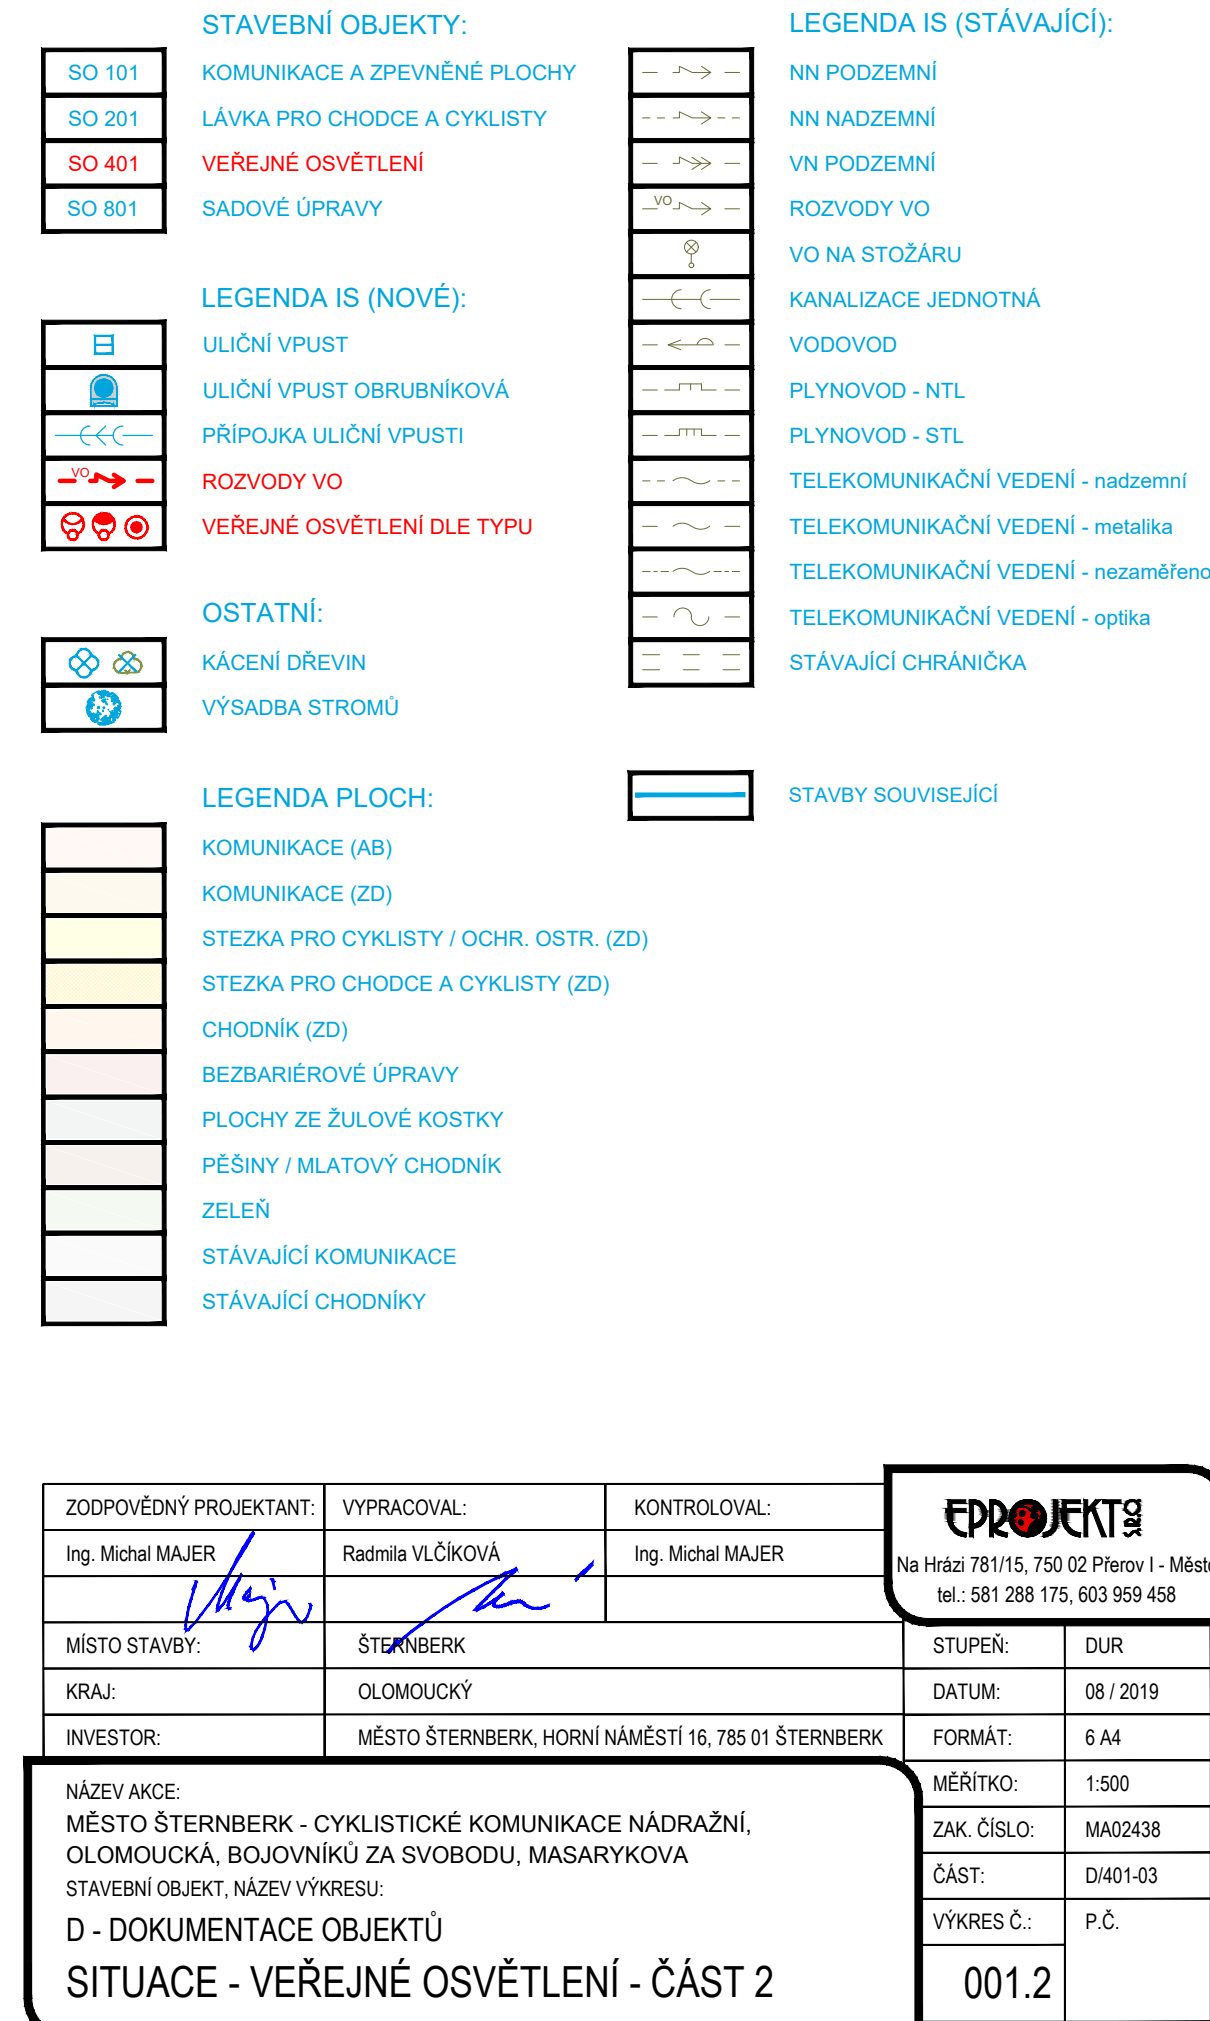 STAVEBNÍ OBJEKTY:
SO 101 KOMUNIKACE A ZPEVNĚNÉ PLOCHY
SO 201 LÁVKA PRO CHODCE A CYKLISTY
SO 401 VEŘEJNÉ OSVĚTLENÍ
SO 801 SADOVÉ ÚPRAVY
LEGENDA IS (NOVÉ):
ULIČNÍ VPUST
ULIČNÍ VPUST OBRUBNÍKOVÁ
PŘÍPOJKA ULIČNÍ VPUSTI
VO ROZVODY VO
VEŘEJNÉ OSVĚTLENÍ DLE TYPU
OSTATNÍ:
KÁCENÍ DŘEVIN
VÝSADBA STROMŮ
LEGENDA IS (STÁVAJÍCÍ):
NN PODZEMNÍ
NN NADZEMNÍ
VN PODZEMNÍ
VO ROZVODY VO
VO NA STOŽÁRU
KANALIZACE JEDNOTNÁ
VODOVOD
PLYNOVOD - NTL
PLYNOVOD - STL
TELEKOMUNIKAČNÍ VEDENÍ - nadzemní
TELEKOMUNIKAČNÍ VEDENÍ - metalika
TELEKOMUNIKAČNÍ VEDENÍ - nezaměřeno
TELEKOMUNIKAČNÍ VEDENÍ - optika
STÁVAJÍCÍ CHRÁNIČKA
STAVBY SOUVISEJÍCÍ
LEGENDA PLOCH:
KOMUNIKACE (AB)
KOMUNIKACE (ZD)
STEZKA PRO CYKLISTY / OCHR. OSTR. (ZD)
STEZKA PRO CHODCE A CYKLISTY (ZD)
CHODNÍK (ZD)
BEZBARIÉROVÉ ÚPRAVY
PLOCHY ZE ŽULOVÉ KOSTKY
PĚŠINY / MLATOVÝ CHODNÍK
ZELEŇ
STÁVAJÍCÍ KOMUNIKACE
STÁVAJÍCÍ CHODNÍKY
ZODPOVĚDNÝ PROJEKTANT: VYPRACOVAL: KONTROLOVAL:
Ing. Michal MAJER Radmila VLČÍKOVÁ Ing. Michal MAJER
EPROJEKT s.r.o.
Na Hrázi 781/15, 750 02 Přerov I - Město
tel.: 581 288 175, 603 959 458
MÍSTO STAVBY: ŠTERNBERK
KRAJ: OLOMOUCKÝ
INVESTOR: MĚSTO ŠTERNBERK, HORNÍ NÁMĚSTÍ 16, 785 01 ŠTERNBERK
STUPEŇ: DUR
DATUM: 08 / 2019
FORMÁT: 6 A4
MĚŘÍTKO: 1:500
ZAK. ČÍSLO: MA02438
ČÁST: D/401-03
VÝKRES Č.: P.Č.
001.2
NÁZEV AKCE:
MĚSTO ŠTERNBERK - CYKLISTICKÉ KOMUNIKACE NÁDRAŽNÍ,
OLOMOUCKÁ, BOJOVNÍKŮ ZA SVOBODU, MASARYKOVA
STAVEBNÍ OBJEKT, NÁZEV VÝKRESU:
D - DOKUMENTACE OBJEKTŮ
SITUACE - VEŘEJNÉ OSVĚTLENÍ - ČÁST 2